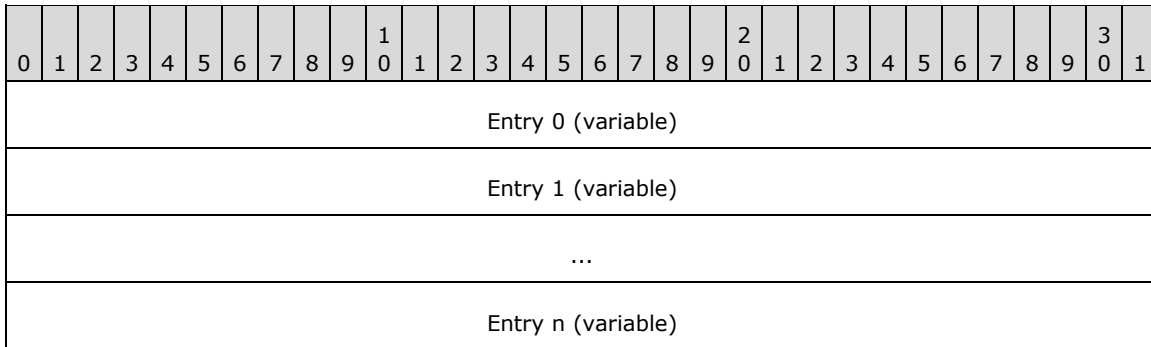 1 2 3
0 1 2 3 4 5 6 7 8 9 0 1 2 3 4 5 6 7 8 9 0 1 2 3 4 5 6 7 8 9 0 1
Entry 0 (variable)
Entry 1 (variable)
...
Entry n (variable)